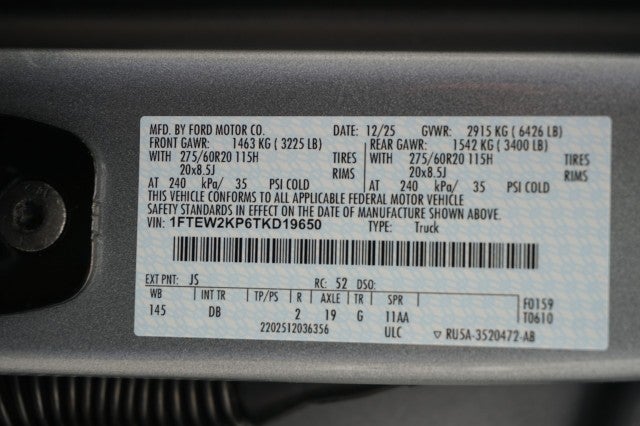 MFD. BY FORD MOTOR CO. DATE: 12/25 GVWR: 2915 KG ( 6426 LB)
FRONT GAWR: 1463 KG ( 3225 LB) REAR GAWR: 1542 KG ( 3400 LB)
WITH 275/60R20 115H TIRES WITH 275/60R20 115H TIRES
20x8.5J RIMS 20x8.5J RIMS
AT 240 kPa/ 35 PSI COLD AT 240 kPa/ 35 PSI COLD
THIS VEHICLE CONFORMS TO ALL APPLICABLE FEDERAL MOTOR VEHICLE
SAFETY STANDARDS IN EFFECT ON THE DATE OF MANUFACTURE SHOWN ABOVE.
VIN: 1FTEW2KP6TKD19650 TYPE: Truck
EXT PNT: JS RC: 52 DSO:
WB INT TR TP/PS R AXLE TR SPR F0159
145 DB 2 19 G 11AA T0610
2202512036356 ULC ▽ RU5A-3520472-AB